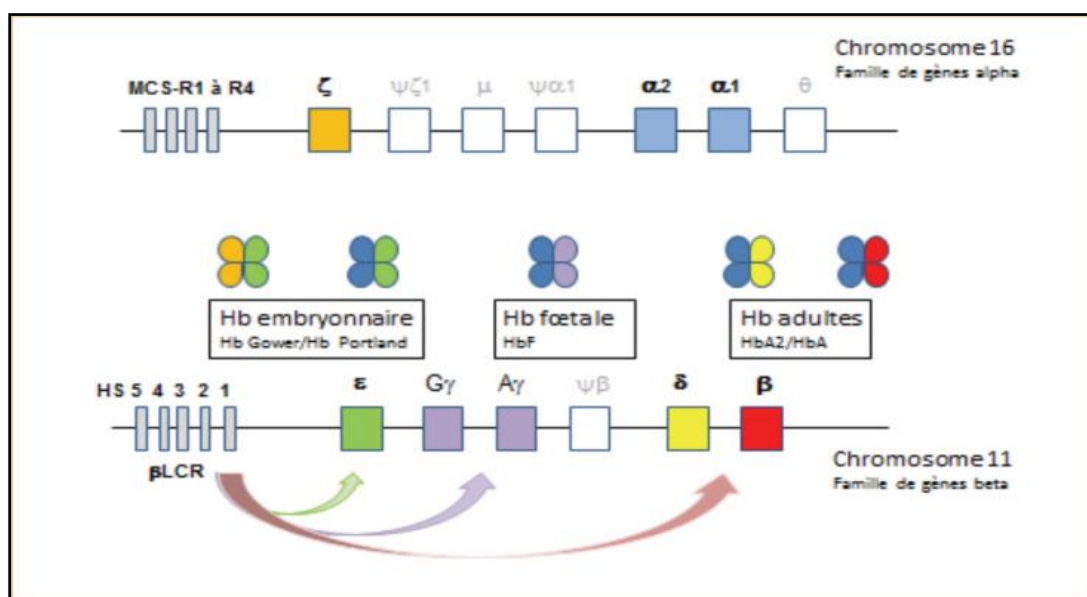 Chromosome 16
Famille de gènes alpha
MCS-R1 à R4
ζ ψζ1 μ ψα1 α2 α1 θ
Hb embryonnaire
Hb Gower/Hb Portland
Hb fœtale
HbF
Hb adultes
HbA2/HbA
HS 5 4 3 2 1
ε Gγ Aγ ψβ δ β
βLCR
Chromosome 11
Famille de gènes beta